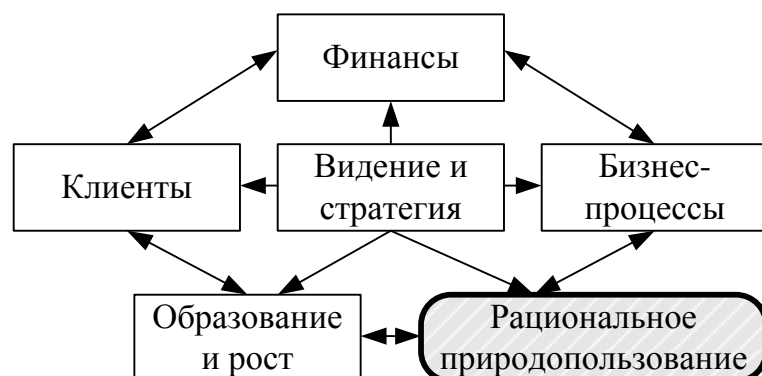 Финансы
Клиенты
Видение и
стратегия
Бизнес-
процессы
Образование
и рост
Рациональное
природопользование